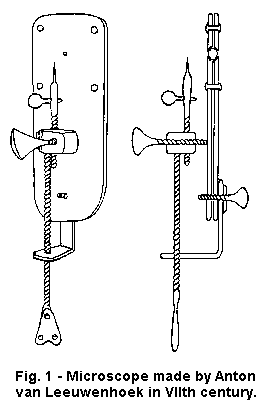 Fig. 1 - Microscope made by Anton
van Leeuwenhoek in VIIth century.